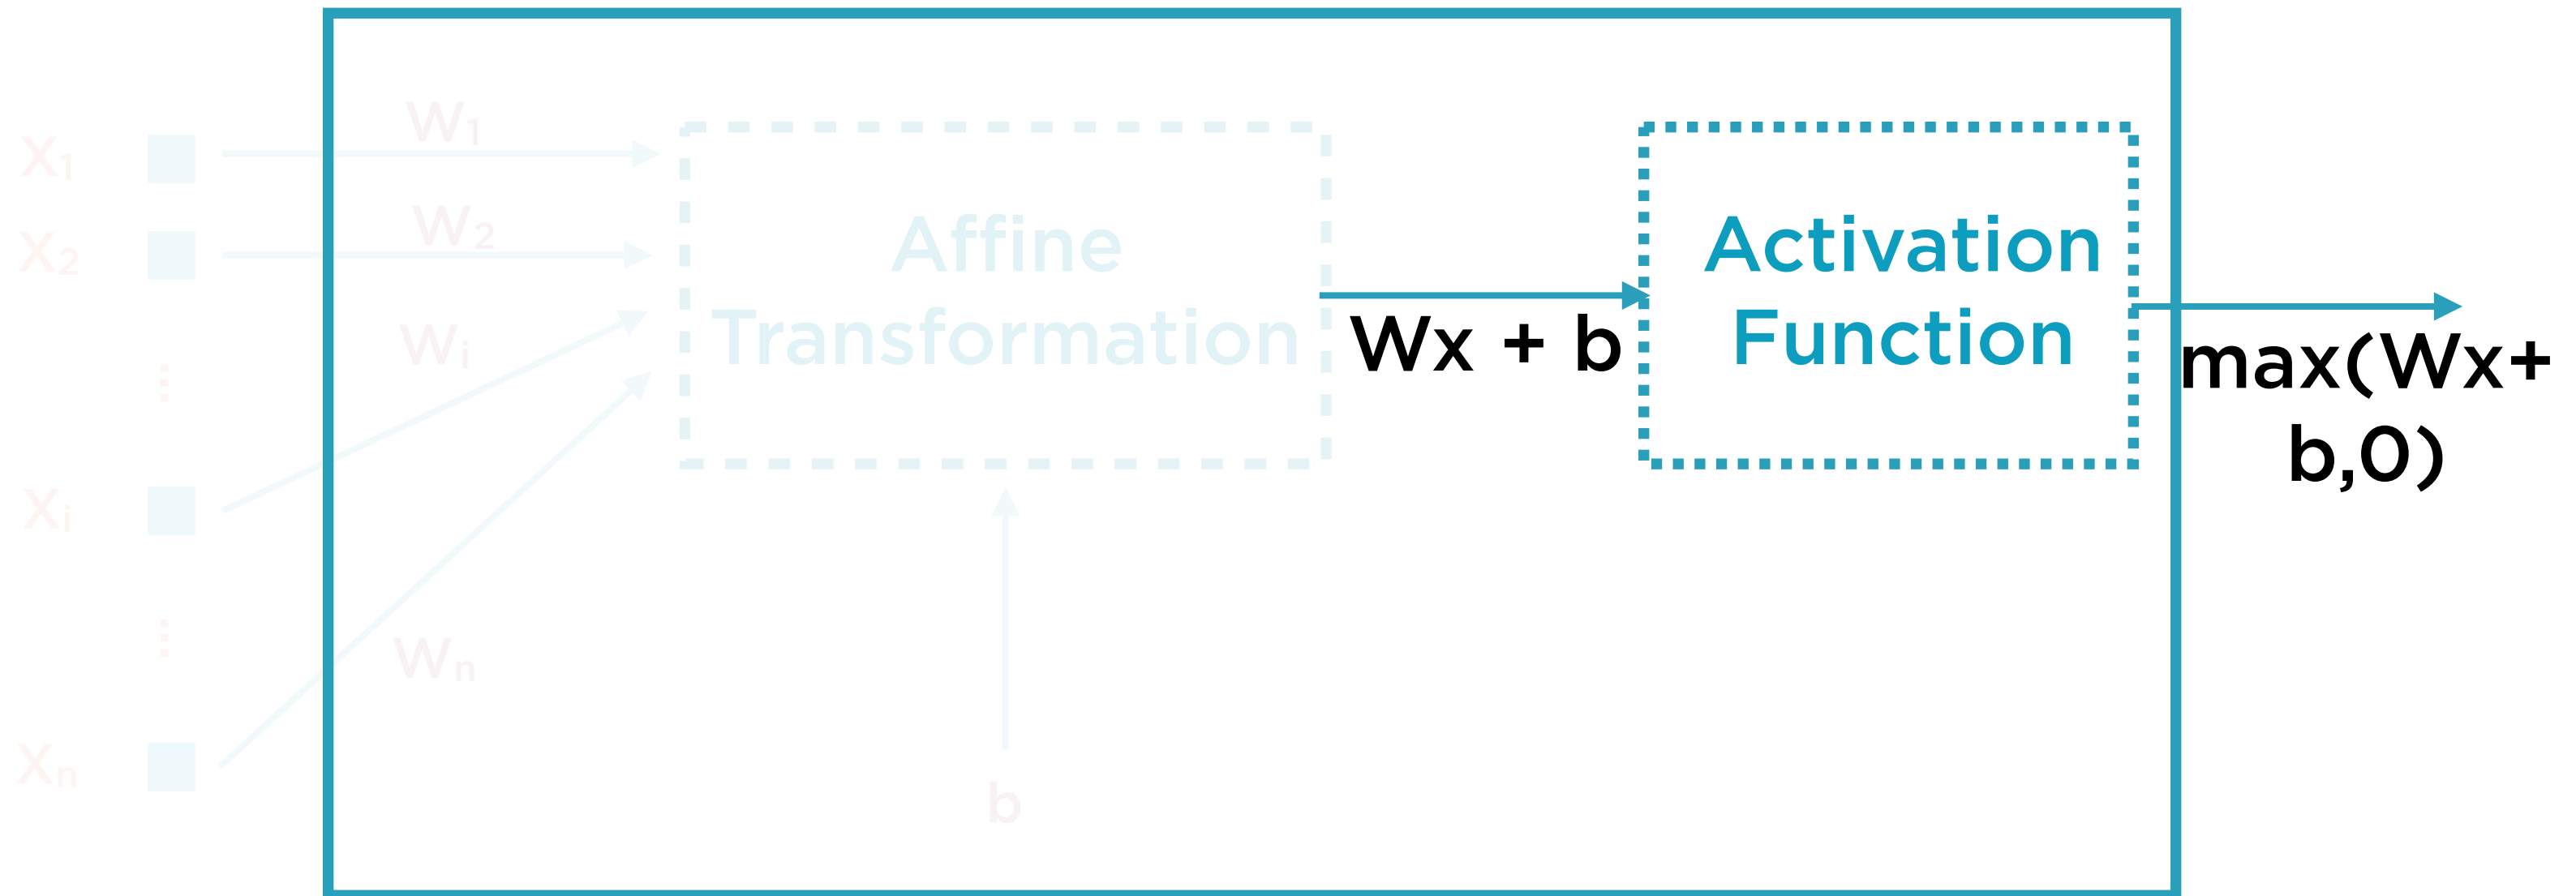 W₁
X₁
W₂
X₂
Affine
Transformation
Wᵢ
⋮
Xᵢ
⋮
Wₙ
Xₙ
b
Wx + b
Activation
Function
max(Wx+
b,0)